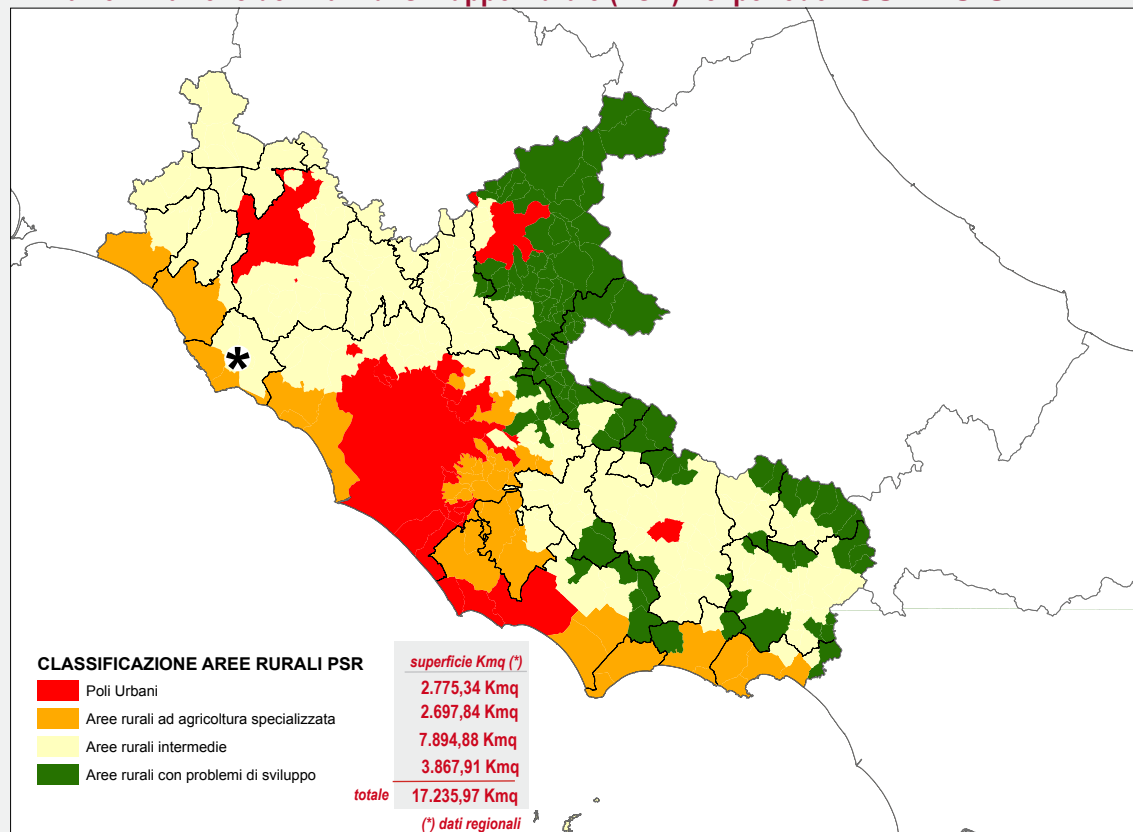 (PSR)
CLASSIFICAZIONE AREE RURALI PSR
superficie Kmq (*)
Poli Urbani 2.775,34 Kmq
Aree rurali ad agricoltura specializzata 2.697,84 Kmq
Aree rurali intermedie 7.894,88 Kmq
Aree rurali con problemi di sviluppo 3.867,91 Kmq
totale 17.235,97 Kmq
(*) dati regionali